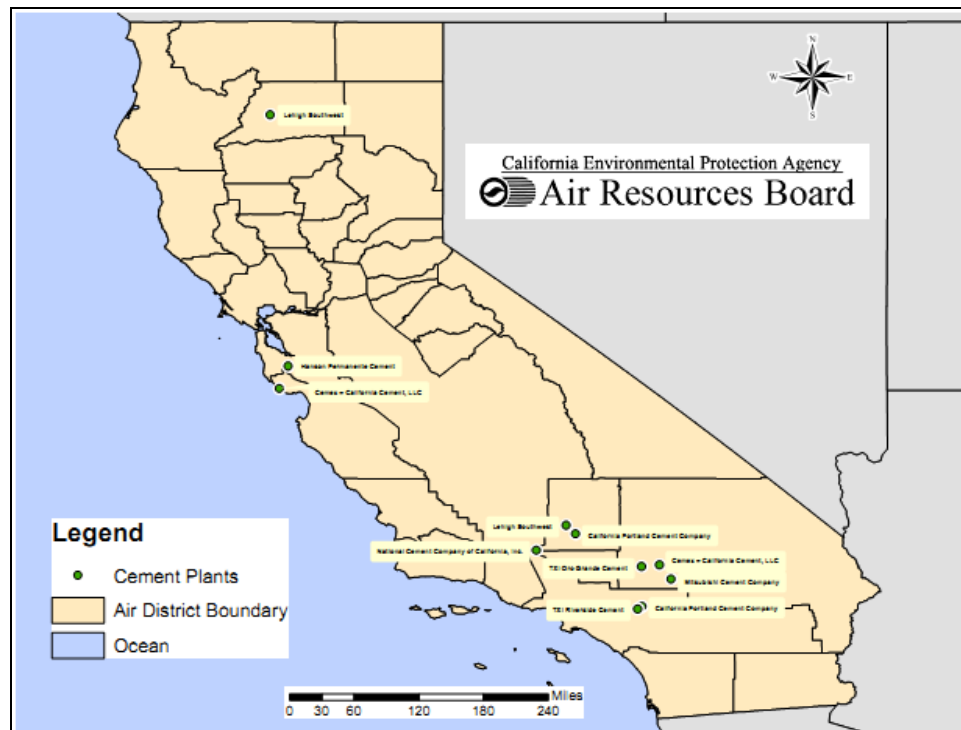 N
W
E
S
Lehigh Southwest
California Environmental Protection Agency
Air Resources Board
Hanson Permanente Cement
Cemex – California Cement, LLC
Lehigh Southwest
California Portland Cement Company
National Cement Company of California, Inc.
TXI Oro Grande Cement
Cemex – California Cement, LLC
Mitsubishi Cement Company
TXI Riverside Cement
California Portland Cement Company
Legend
Cement Plants
Air District Boundary
Ocean
Miles
0 30 60 120 180 240